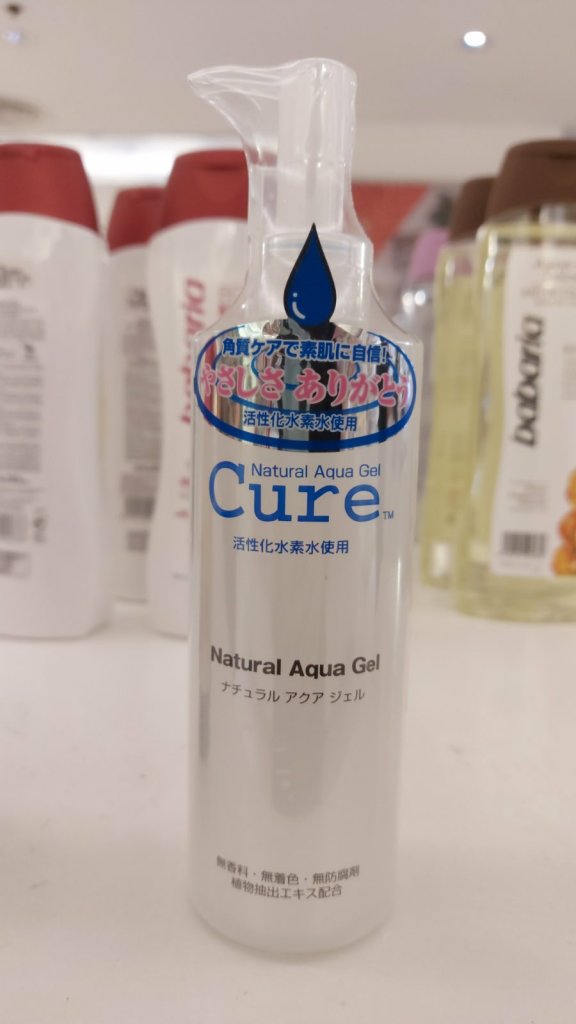 角質ケアで素肌に自信!
やさしさ ありがとう
活性化水素水使用
Natural Aqua Gel
Cure™
活性化水素水使用
Natural Aqua Gel
ナチュラル アクア ジェル
無香料・無着色・無防腐剤
植物抽出エキス配合
babaria
babaria